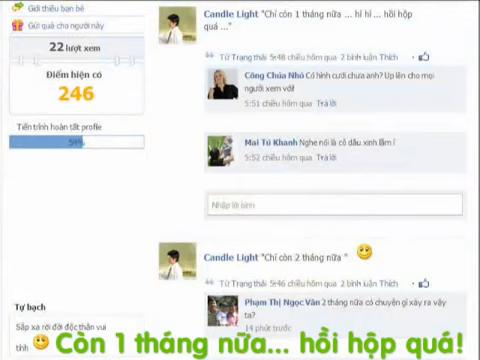 Giới thiệu bạn bè
Gửi quà cho người này
22 lượt xem
Điểm hiện có
246
Tiến trình hoàn tất profile
Tự bạch
Sắp xa rời đời độc thân vui
tính
Candle Light "Chỉ còn 1 tháng nữa ... hí hí ... hồi hộp
quá ..."
Từ Trạng thái 5:48 chiều hôm qua 2 bình luận Thích
Công Chúa Nhỏ Có hình cưới chưa anh? Up lên cho mọi
người xem với!
5:51 chiều hôm qua Trả lời
Mai Tú Khanh Nghe nói là cô dâu xinh lắm !
5:52 chiều hôm qua Trả lời
Nhập lời bình
Candle Light "Chỉ còn 2 tháng nữa "
Từ Trạng thái 5:46 chiều hôm qua 2 bình luận Thích
Phạm Thị Ngọc Vân 2 tháng nữa có chuyện gì xảy ra vậy
ta?
14 phút trước
Còn 1 tháng nữa... hồi hộp quá!